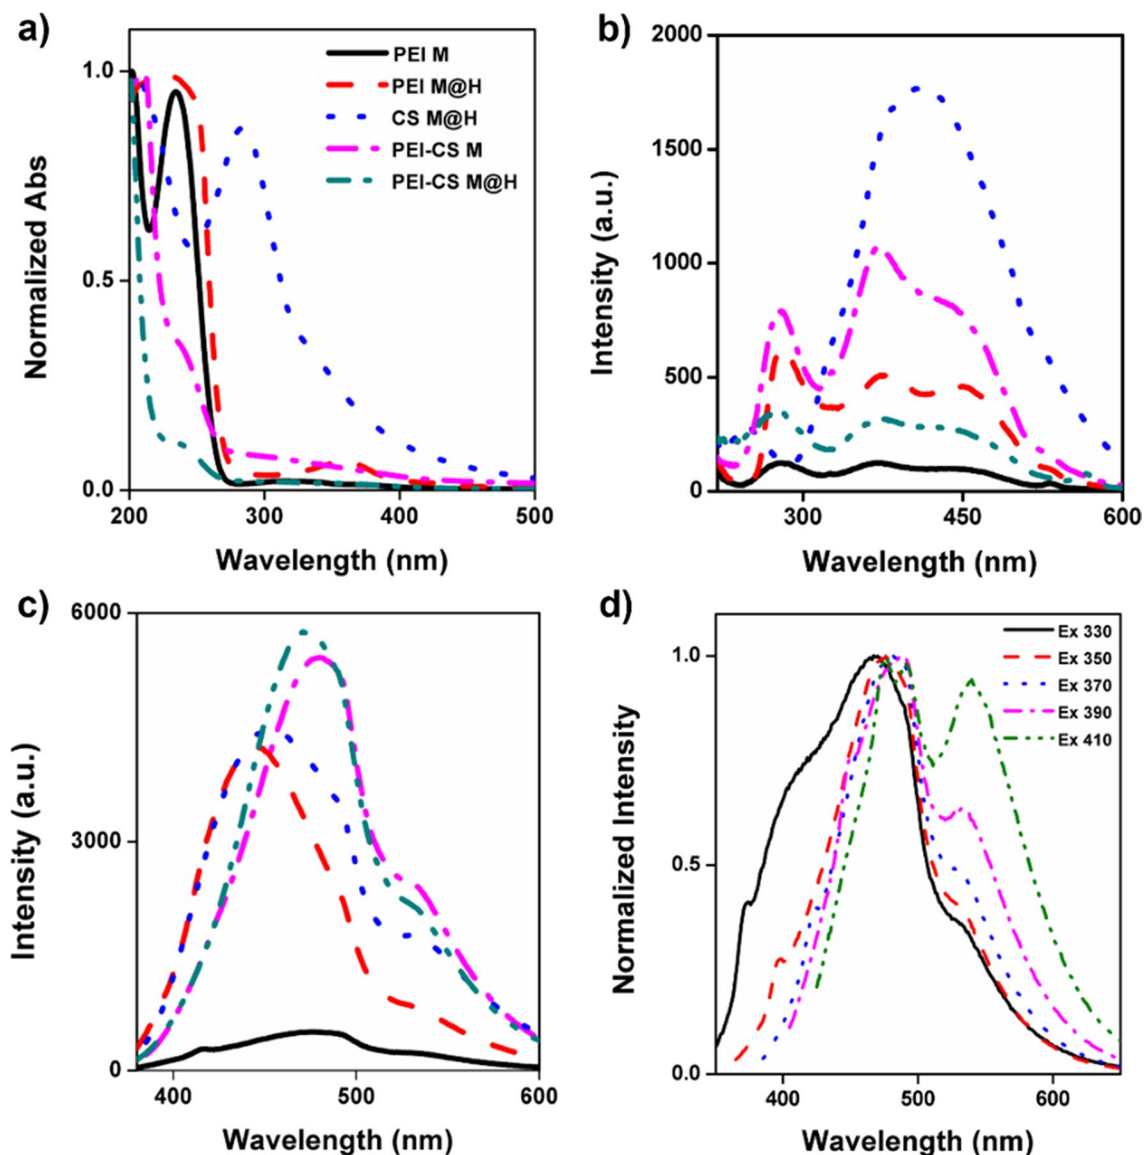 a)
1.0
0.5
0.0
200
300
400
500
Normalized Abs
Wavelength (nm)
PEI M
PEI M@H
CS M@H
PEI-CS M
PEI-CS M@H
b)
2000
1500
1000
500
0
300
450
600
Intensity (a.u.)
Wavelength (nm)
c)
6000
3000
0
400
500
600
Intensity (a.u.)
Wavelength (nm)
d)
1.0
0.5
0.0
400
500
600
Normalized Intensity
Wavelength (nm)
Ex 330
Ex 350
Ex 370
Ex 390
Ex 410